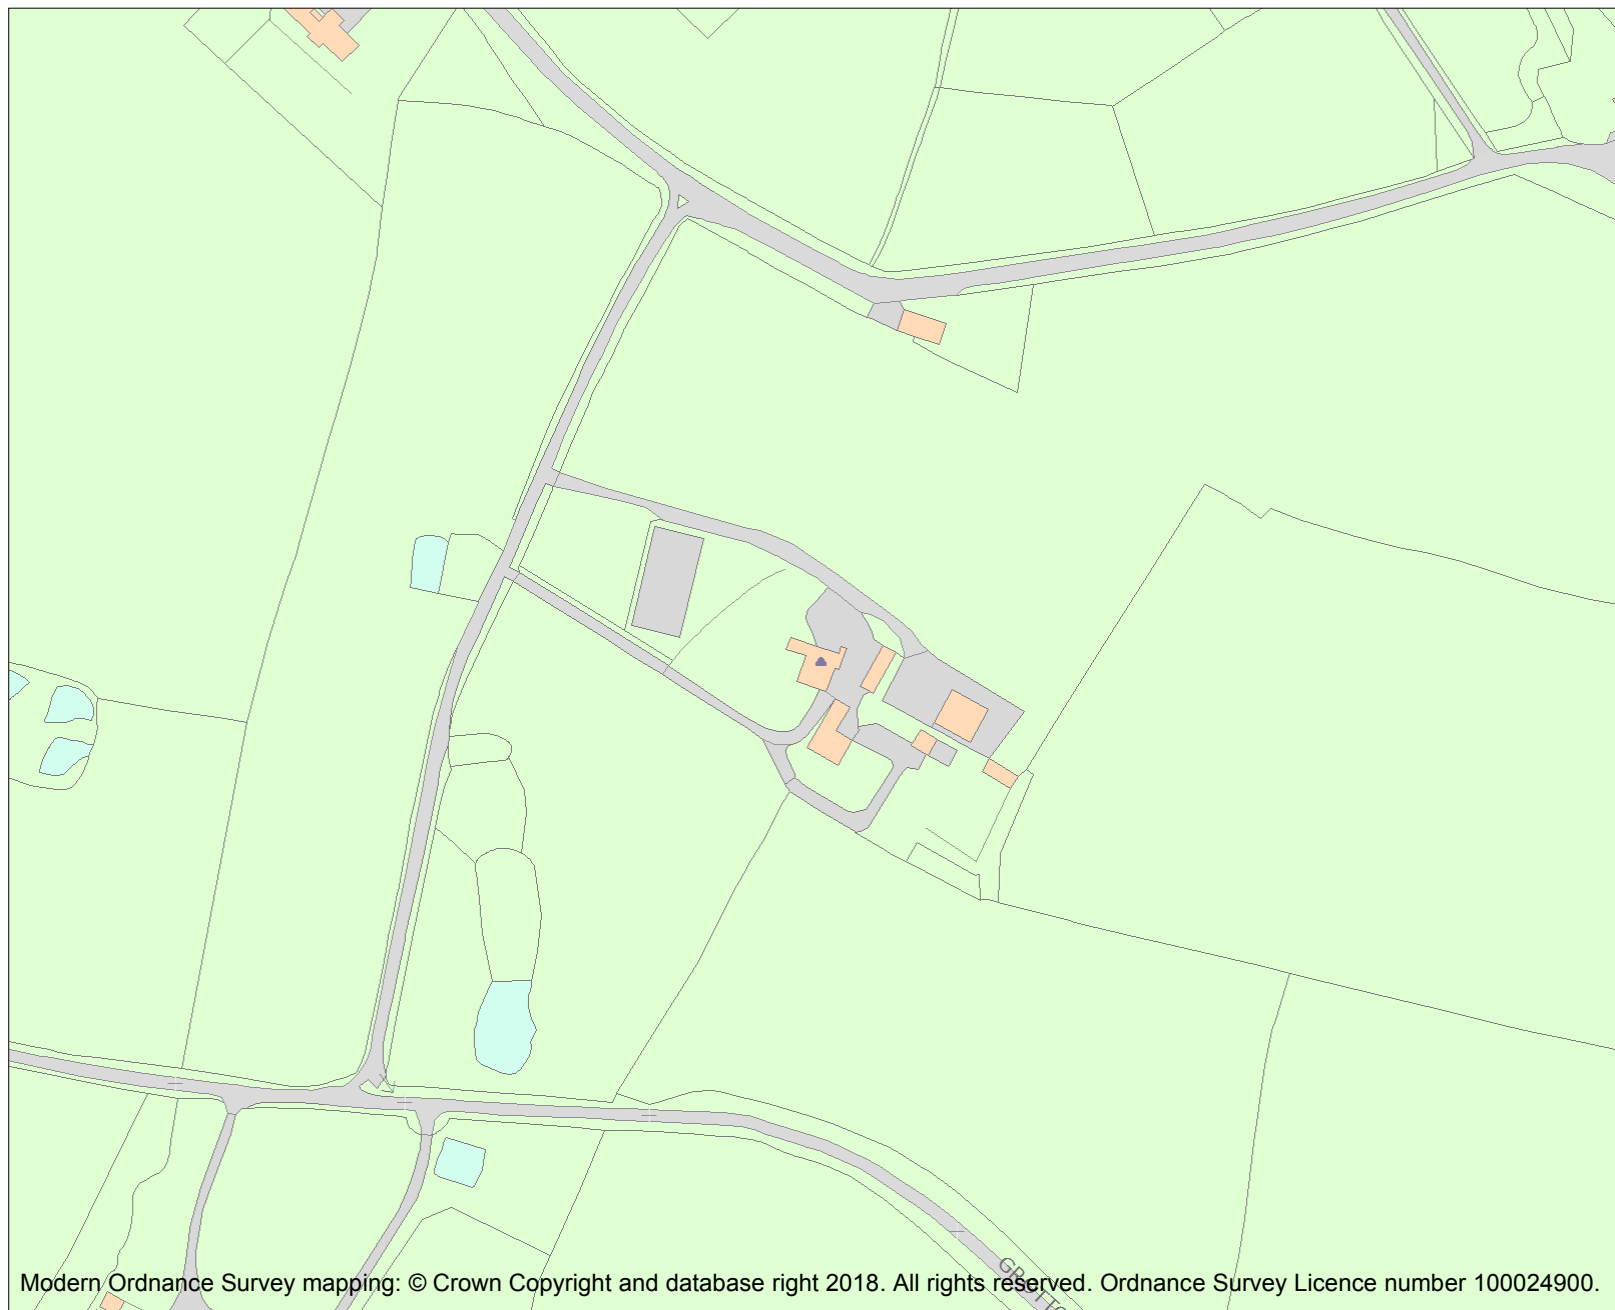 Modern Ordnance Survey mapping: © Crown Copyright and database right 2018. All rights reserved. Ordnance Survey Licence number 100024900.